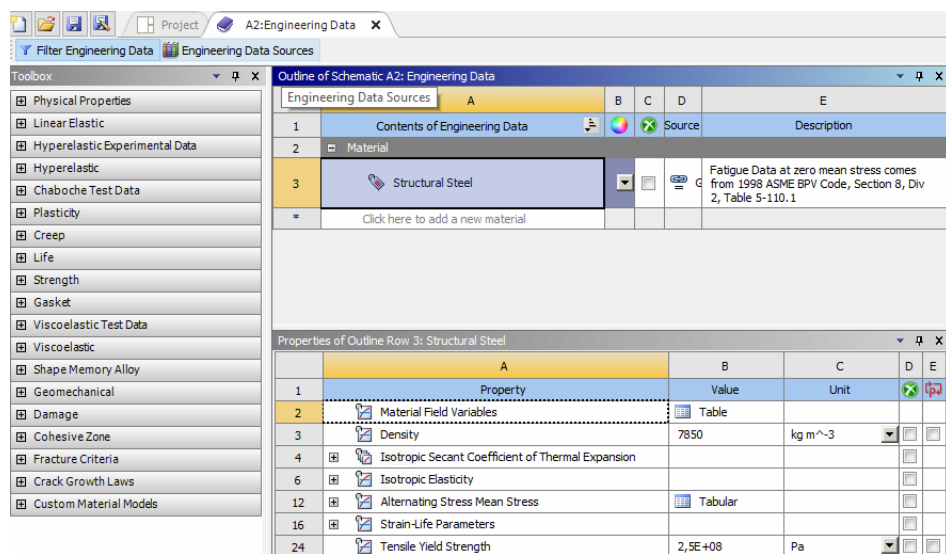 Project A2:Engineering Data X
Filter Engineering Data Engineering Data Sources
Toolbox
Physical Properties
Linear Elastic
Hyperelastic Experimental Data
Hyperelastic
Chaboche Test Data
Plasticity
Creep
Life
Strength
Gasket
Viscoelastic Test Data
Viscoelastic
Shape Memory Alloy
Geomechanical
Damage
Cohesive Zone
Fracture Criteria
Crack Growth Laws
Custom Material Models
Outline of Schematic A2: Engineering Data
Engineering Data Sources A B C D E
1 Contents of Engineering Data Source Description
2 Material
3 Structural Steel G
Fatigue Data at zero mean stress comes
from 1998 ASME BPV Code, Section 8, Div
2, Table 5-110.1
* Click here to add a new material
Properties of Outline Row 3: Structural Steel
A B C D E
1 Property Value Unit
2 Material Field Variables Table
3 Density 7850 kg m^-3
4 Isotropic Secant Coefficient of Thermal Expansion
6 Isotropic Elasticity
12 Alternating Stress Mean Stress Tabular
16 Strain-Life Parameters
24 Tensile Yield Strength 2,5E+08 Pa